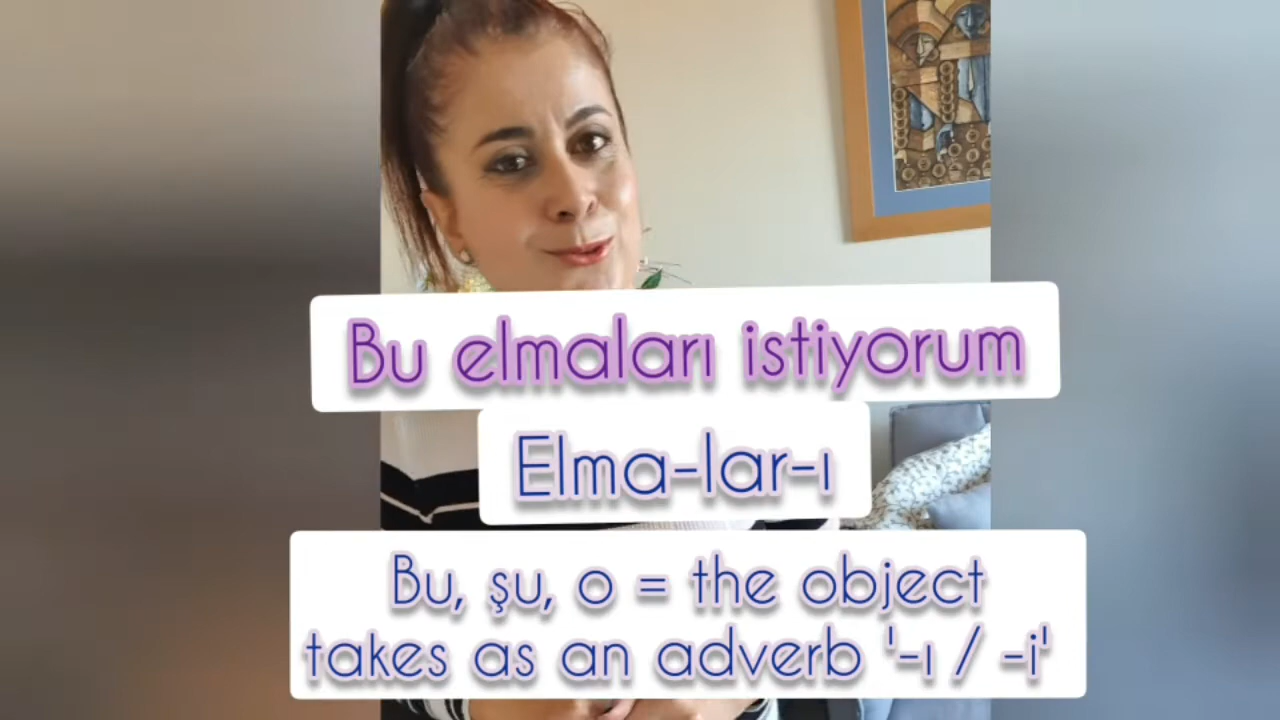 Bu elmaları istiyorum
Elma-lar-ı
Bu, şu, o = the object
takes as an adverb '-ı / -i'